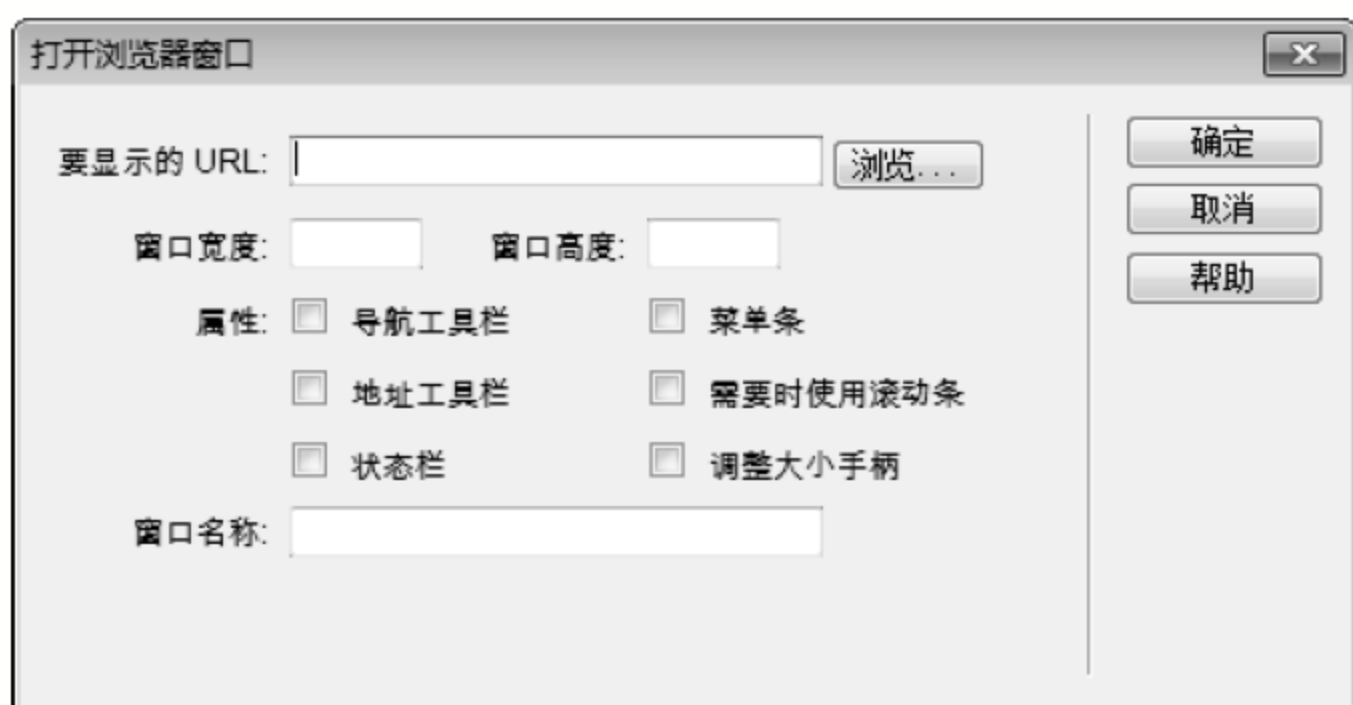 打开浏览器窗口
要显示的 URL: 浏览... 确定
取消
窗口宽度: 窗口高度:
帮助
属性: 导航工具栏 菜单条
地址工具栏 需要时使用滚动条
状态栏 调整大小手柄
窗口名称: